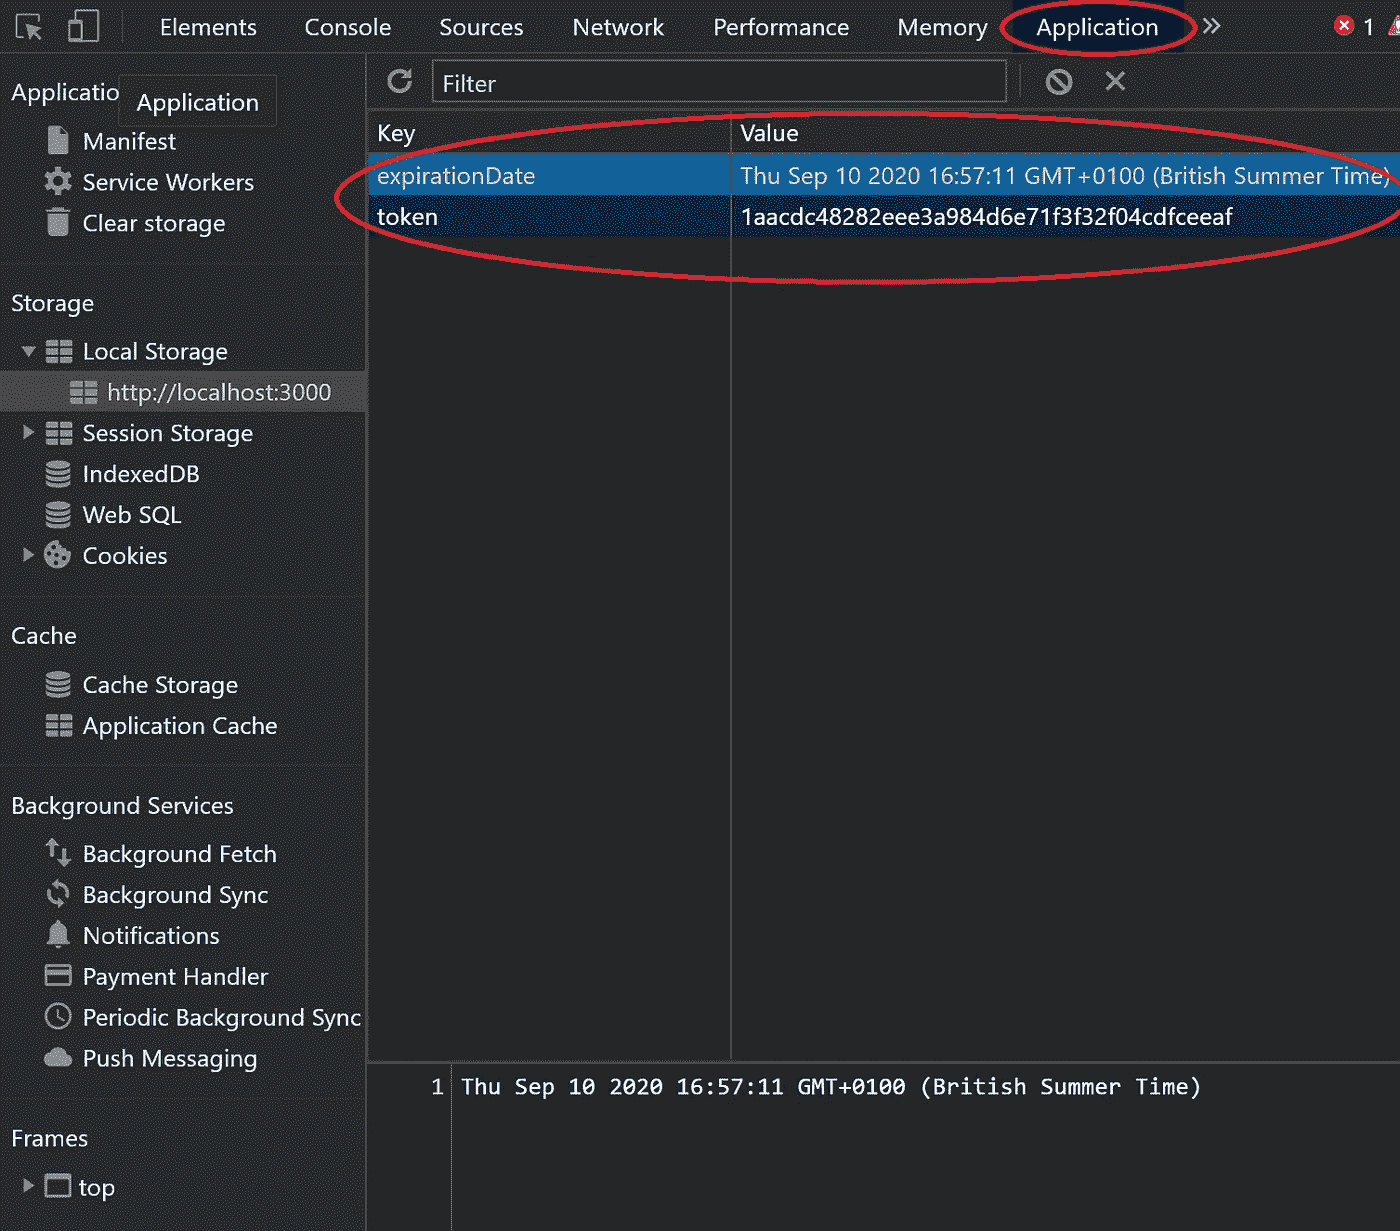 Elements Console Sources Network Performance Memory Application 1
Applicatio
Application
Manifest
Service Workers
Clear storage
Storage
Local Storage
http://localhost:3000
Session Storage
IndexedDB
Web SQL
Cookies
Cache
Cache Storage
Application Cache
Background Services
Background Fetch
Background Sync
Notifications
Payment Handler
Periodic Background Sync
Push Messaging
Frames
top
Filter
Key Value
expirationDate Thu Sep 10 2020 16:57:11 GMT+0100 (British Summer Time)
token 1aacdc48282eee3a984d6e71f3f32f04cdfceeaf
1 Thu Sep 10 2020 16:57:11 GMT+0100 (British Summer Time)